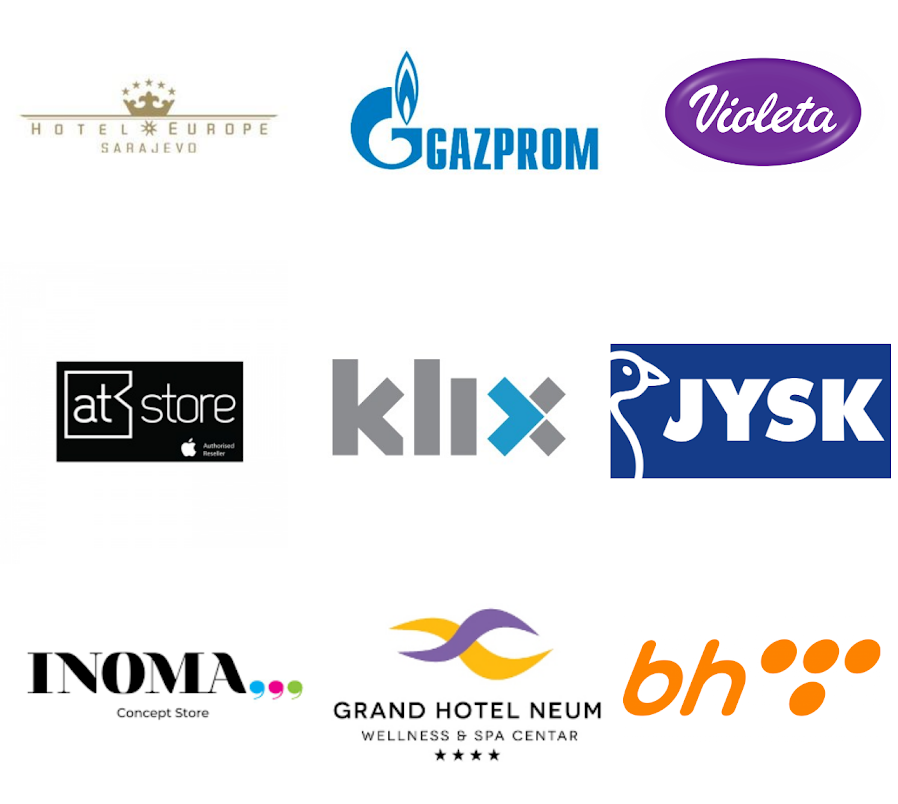 HOTEL EUROPE
SARAJEVO
GAZPROM
Violeta
at store
Authorised
Reseller
klix
JYSK
INOMA,,,
Concept Store
GRAND HOTEL NEUM
WELLNESS & SPA CENTAR
★★★★
bh